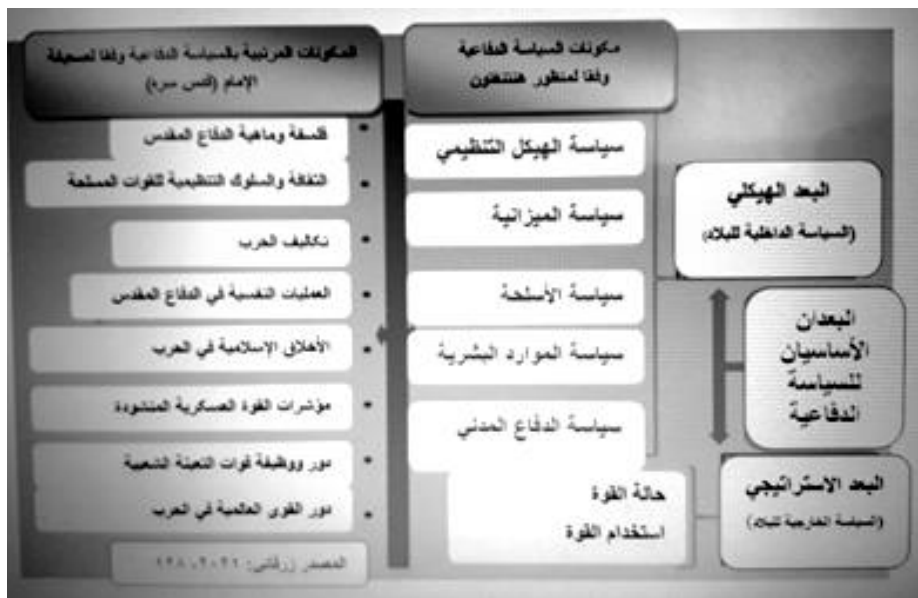 البعدان
الأساسيان
للسياسة
الدفاعية
البعد الهيكلي
(السياسة الداخلية للبلاد)
البعد الاستراتيجي
(السياسة الخارجية للبلاد)
مكونات السياسة الدفاعية
وفقا لمنظور هنتنغتون
سياسة الهيكل التنظيمي
سياسة الميزانية
سياسة الأسلحة
سياسة الموارد البشرية
سياسة الدفاع المدني
حالة القوة
استخدام القوة
المكونات المرتبة بالسياسة الدفاعية وفقا لصحيفة
الإمام (قدس سره)
فلسفة وماهية الدفاع المقدس
الثقافة والسلوك التنظيمية للقوات المسلحة
تكاليف الحرب
العمليات النفسية في الدفاع المقدس
الأخلاق الإسلامية في الحرب
مؤشرات القوة العسكرية المنشودة
دور ووظيفة قوات التعبئة الشعبية
دور القوى العالمية في الحرب
المصدر